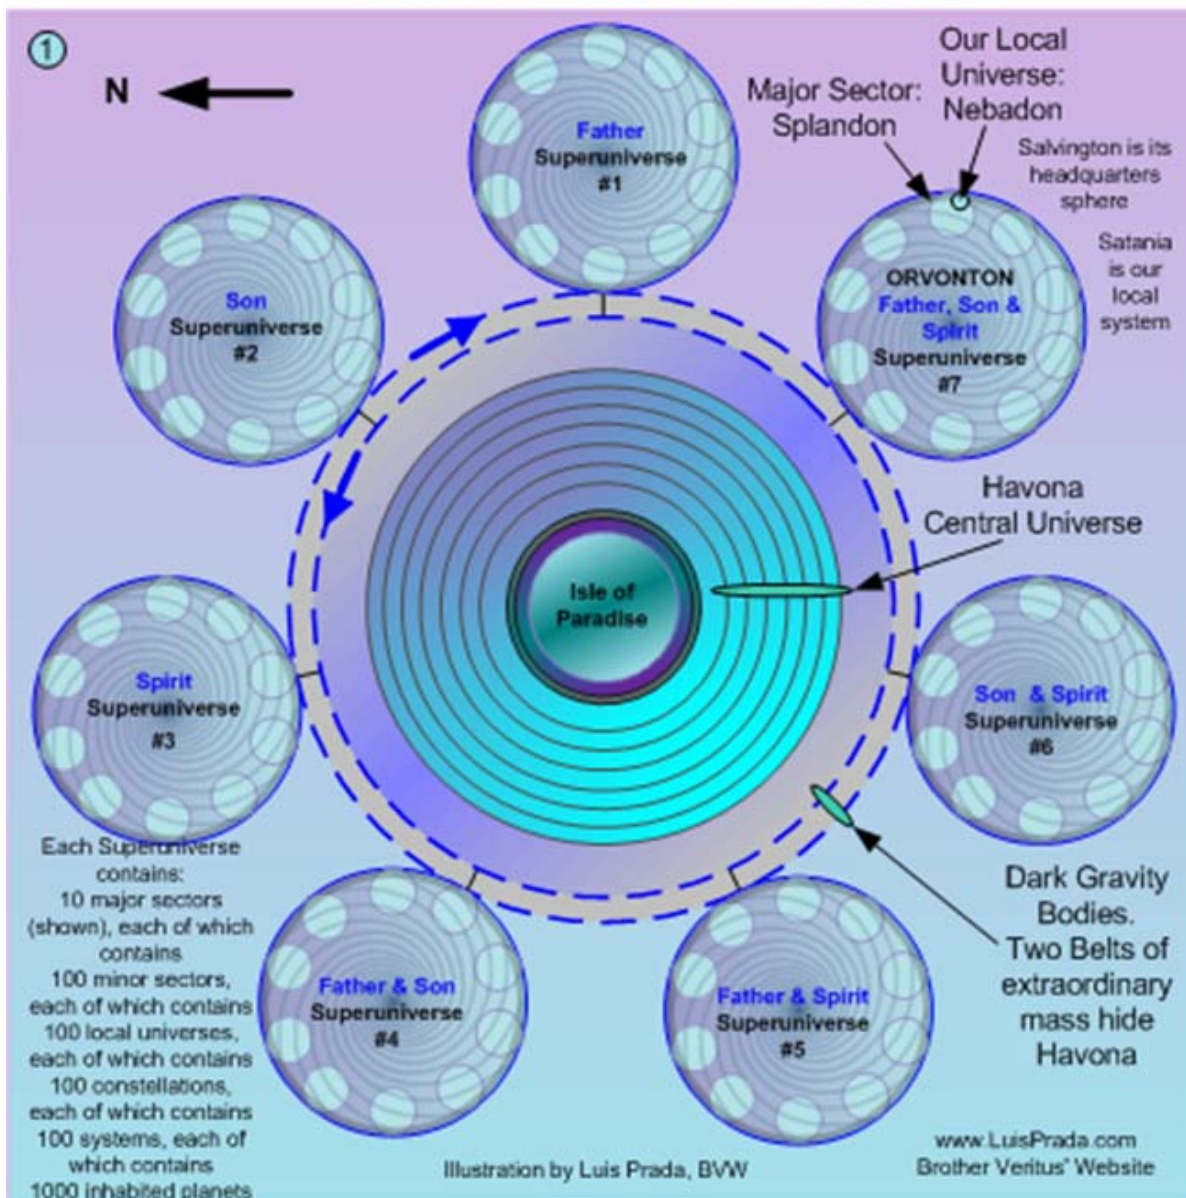 1
N
Father
Superuniverse
#1
Major Sector:
Splandon
Our Local
Universe:
Nebadon
Salvington is its
headquarters
sphere
Satania
is our
local
system
Son
Superuniverse
#2
ORVONTON
Father, Son &
Spirit
Superuniverse
#7
Havona
Central Universe
Isle of
Paradise
Spirit
Superuniverse
#3
Son & Spirit
Superuniverse
#6
Each Superuniverse
contains:
10 major sectors
(shown), each of which
contains
100 minor sectors,
each of which contains
100 local universes,
each of which contains
100 constellations,
each of which contains
100 systems, each of
which contains
1000 inhabited planets
Father & Son
Superuniverse
#4
Father & Spirit
Superuniverse
#5
Dark Gravity
Bodies.
Two Belts of
extraordinary
mass hide
Havona
Illustration by Luis Prada, BVW
www.LuisPrada.com
Brother Veritus' Website